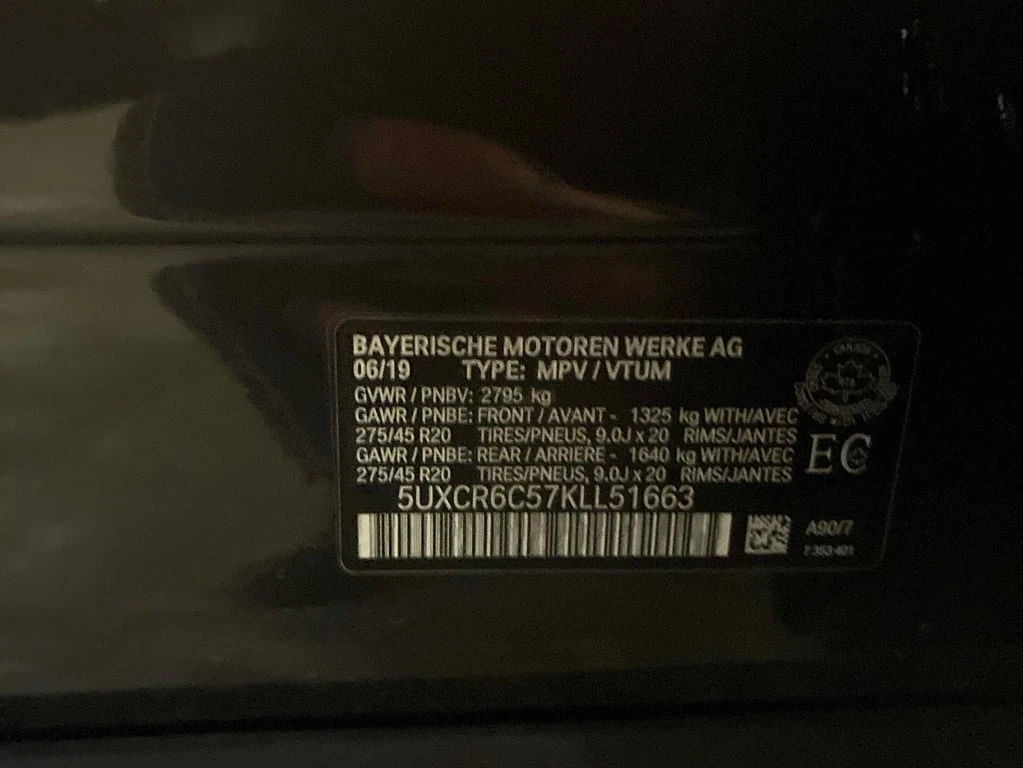 BAYERISCHE MOTOREN WERKE AG
06/19 TYPE: MPV / VTUM
GVWR / PNBV: 2795 kg
GAWR / PNBE: FRONT / AVANT - 1325 kg WITH/AVEC
275/45 R20 TIRES/PNEUS, 9.0J x 20 RIMS/JANTES
GAWR / PNBE: REAR / ARRIERE - 1640 kg WITH/AVEC
275/45 R20 TIRES/PNEUS, 9.0J x 20 RIMS/JANTES
5UXCR6C57KLL51663
CANADA
EC
A90/7
7 353 401